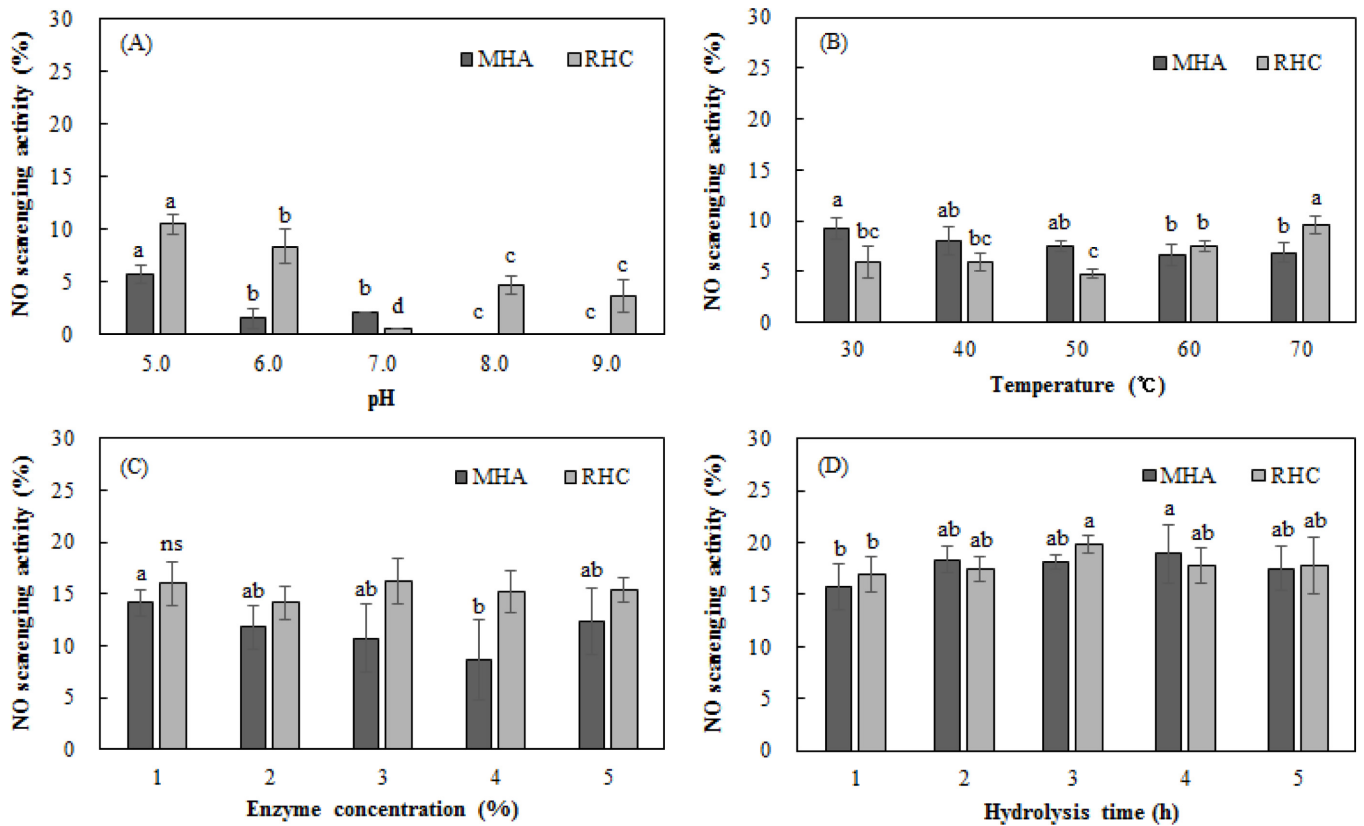 (A)
MHA RHC
NO scavenging activity (%)
30
25
20
15
10
5
0
a a b b b d c c c c
5.0 6.0 7.0 8.0 9.0
pH
(B)
MHA RHC
NO scavenging activity (%)
30
25
20
15
10
5
0
a bc ab bc ab c b b b a
30 40 50 60 70
Temperature (℃)
(C)
MHA RHC
NO scavenging activity (%)
30
25
20
15
10
5
0
a ns ab ab b ab
1 2 3 4 5
Enzyme concentration (%)
(D)
MHA RHC
NO scavenging activity (%)
30
25
20
15
10
5
0
b b ab ab ab a a ab ab ab
1 2 3 4 5
Hydrolysis time (h)